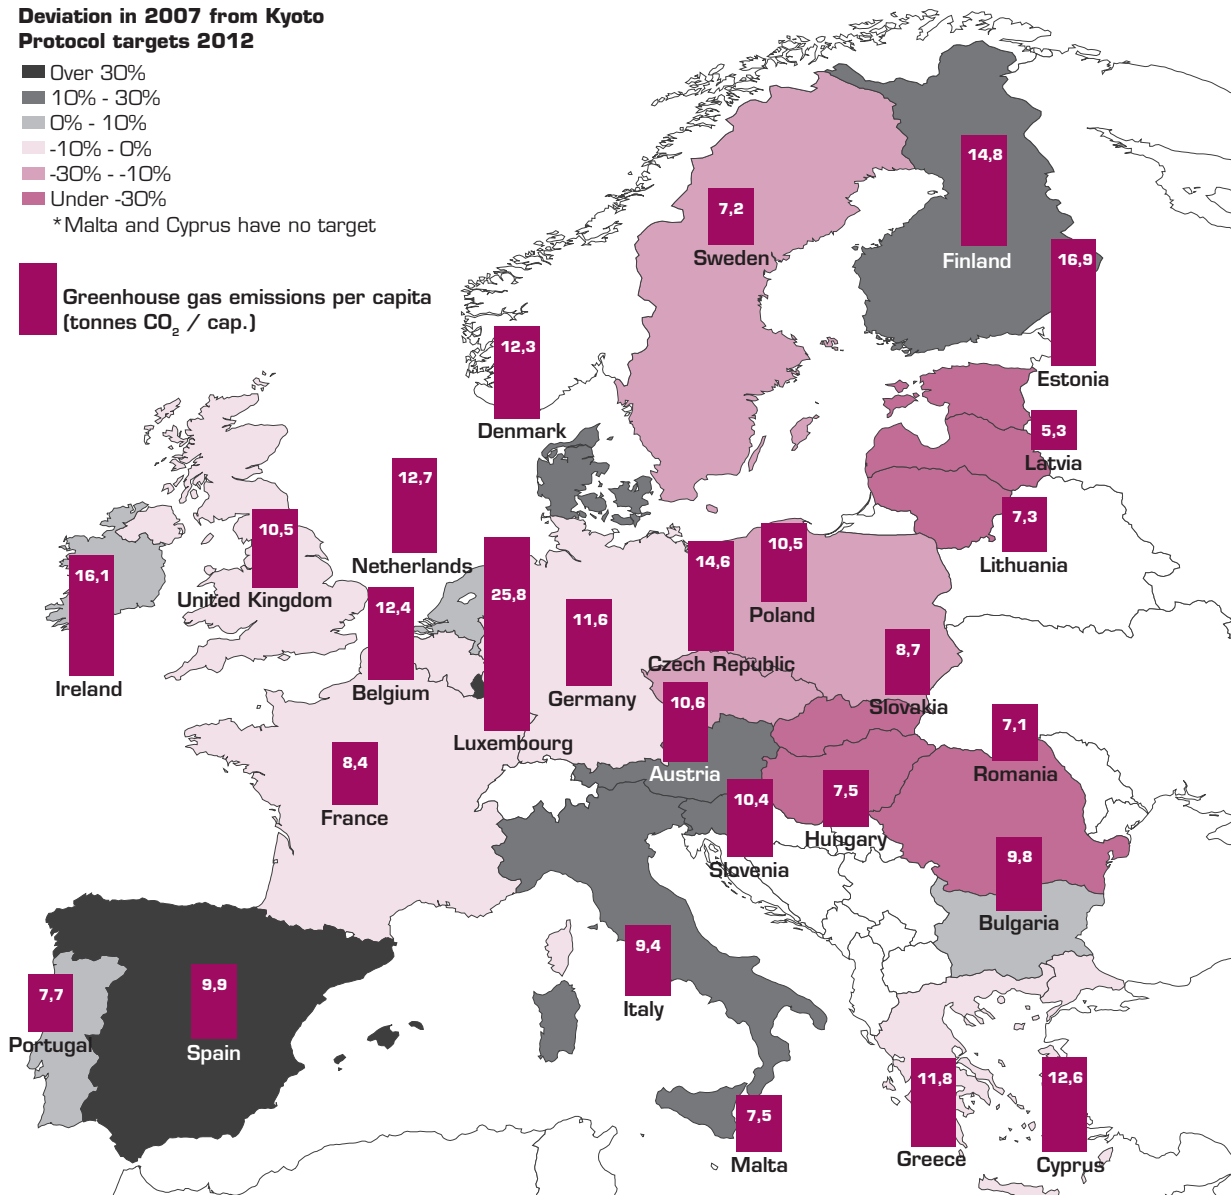 Deviation in 2007 from Kyoto
Protocol targets 2012
Over 30%
10% - 30%
0% - 10%
-10% - 0%
-30% - -10%
Under -30%
*Malta and Cyprus have no target
Greenhouse gas emissions per capita
(tonnes CO2 / cap.)
14,8
Finland
7,2
Sweden
16,9
Estonia
12,3
Denmark
5,3
Latvia
12,7
Netherlands
7,3
Lithuania
10,5
United Kingdom
10,5
Poland
16,1
Ireland
12,4
Belgium
25,8
Luxembourg
11,6
Germany
14,6
Czech Republic
8,7
Slovakia
10,6
Austria
7,1
Romania
8,4
France
10,4
Slovenia
7,5
Hungary
9,8
Bulgaria
9,4
Italy
7,7
Portugal
9,9
Spain
7,5
Malta
11,8
Greece
12,6
Cyprus